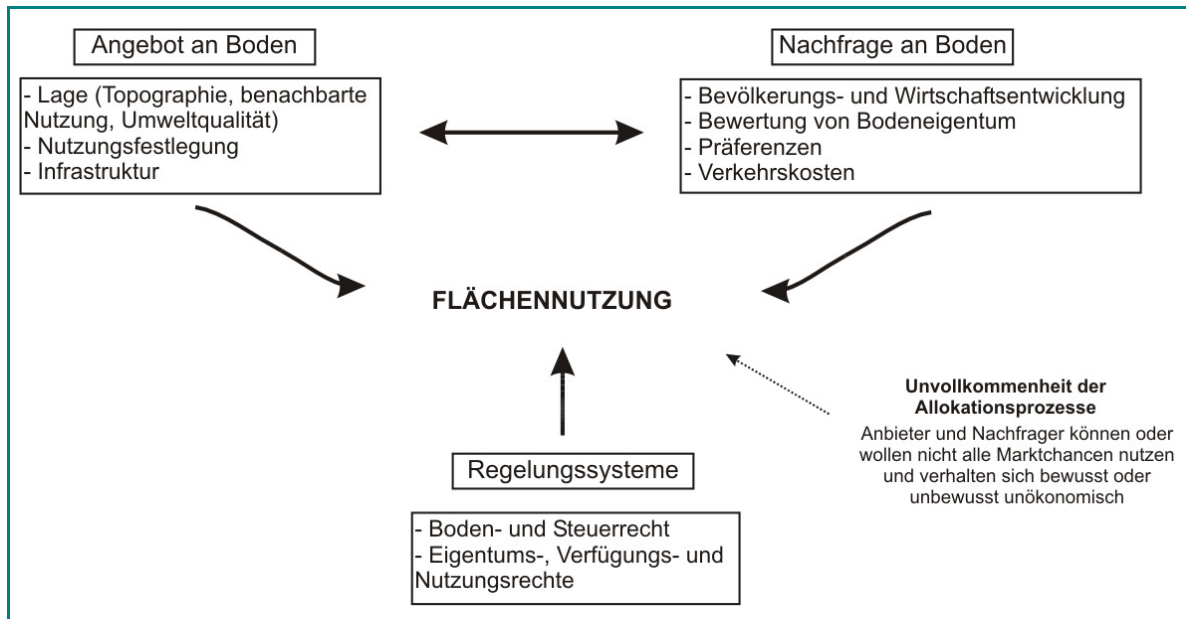 Angebot an Boden
- Lage (Topographie, benachbarte
Nutzung, Umweltqualität)
- Nutzungsfestlegung
- Infrastruktur
Nachfrage an Boden
- Bevölkerungs- und Wirtschaftsentwicklung
- Bewertung von Bodeneigentum
- Präferenzen
- Verkehrskosten
FLÄCHENNUTZUNG
Unvollkommenheit der
Allokationsprozesse
Anbieter und Nachfrager können oder
wollen nicht alle Marktchancen nutzen
und verhalten sich bewusst oder
unbewusst unökonomisch
Regelungssysteme
- Boden- und Steuerrecht
- Eigentums-, Verfügungs- und
Nutzungsrechte